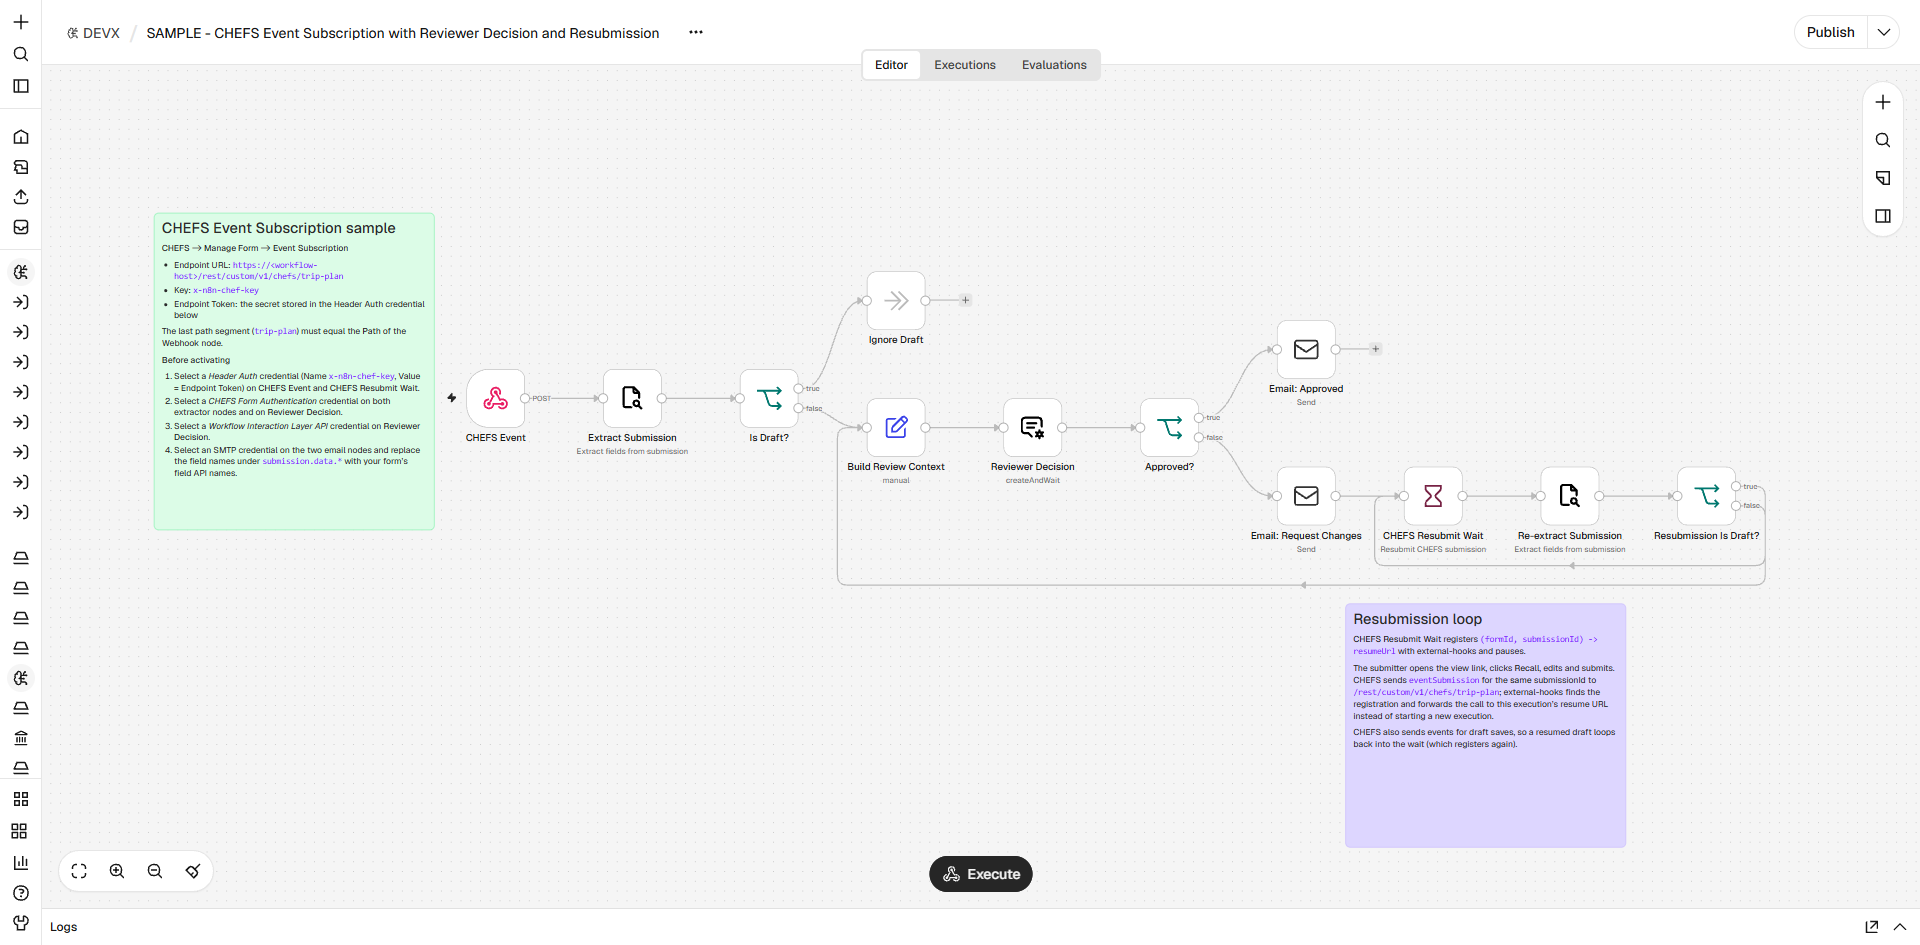 DEVX / SAMPLE - CHEFS Event Subscription with Reviewer Decision and Resubmission ...
Publish
Editor Executions Evaluations
CHEFS Event Subscription sample
CHEFS → Manage Form → Event Subscription
• Endpoint URL: https://<workflow-
host>/rest/custom/v1/chefs/trip-plan
• Key: x-n8n-chef-key
• Endpoint Token: the secret stored in the Header Auth credential
below
The last path segment (trip-plan) must equal the Path of the
Webhook node.
Before activating
1. Select a Header Auth credential (Name x-n8n-chef-key, Value
= Endpoint Token) on CHEFS Event and CHEFS Resubmit Wait.
2. Select a CHEFS Form Authentication credential on both
extractor nodes and on Reviewer Decision.
3. Select a Workflow Interaction Layer API credential on Reviewer
Decision.
4. Select an SMTP credential on the two email nodes and replace
the field names under submission.data.* with your form's
field API names.
CHEFS Event
POST
Extract Submission
Extract fields from submission
Is Draft?
true
false
Ignore Draft
Build Review Context
manual
Reviewer Decision
createAndWait
Approved?
true
false
Email: Approved
Send
Email: Request Changes
Send
CHEFS Resubmit Wait
Resubmit CHEFS submission
Re-extract Submission
Extract fields from submission
Resubmission Is Draft?
true
false
Resubmission loop
CHEFS Resubmit Wait registers (formId, submissionId) ->
resumeUrl with external-hooks and pauses.
The submitter opens the view link, clicks Recall, edits and submits.
CHEFS sends eventSubmission for the same submissionId to
/rest/custom/v1/chefs/trip-plan; external-hooks finds the
registration and forwards the call to this execution's resume URL
instead of starting a new execution.
CHEFS also sends events for draft saves, so a resumed draft loops
back into the wait (which registers again).
Execute
Logs